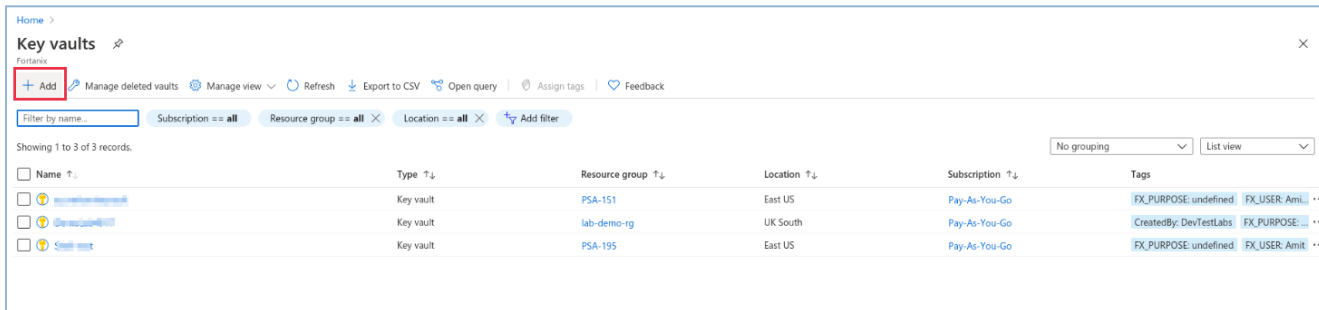 Home >
Key vaults
Fortanix
+ Add Manage deleted vaults Manage view Refresh Export to CSV Open query Assign tags Feedback
Filter by name... Subscription == all Resource group == all Location == all Add filter
Showing 1 to 3 of 3 records. No grouping List view
Name Type Resource group Location Subscription Tags
Key vault PSA-151 East US Pay-As-You-Go FX_PURPOSE: undefined FX_USER: Ami...
Key vault lab-demo-rg UK South Pay-As-You-Go CreatedBy: DevTestLabs FX_PURPOSE: ...
Key vault PSA-195 East US Pay-As-You-Go FX_PURPOSE: undefined FX_USER: Amit